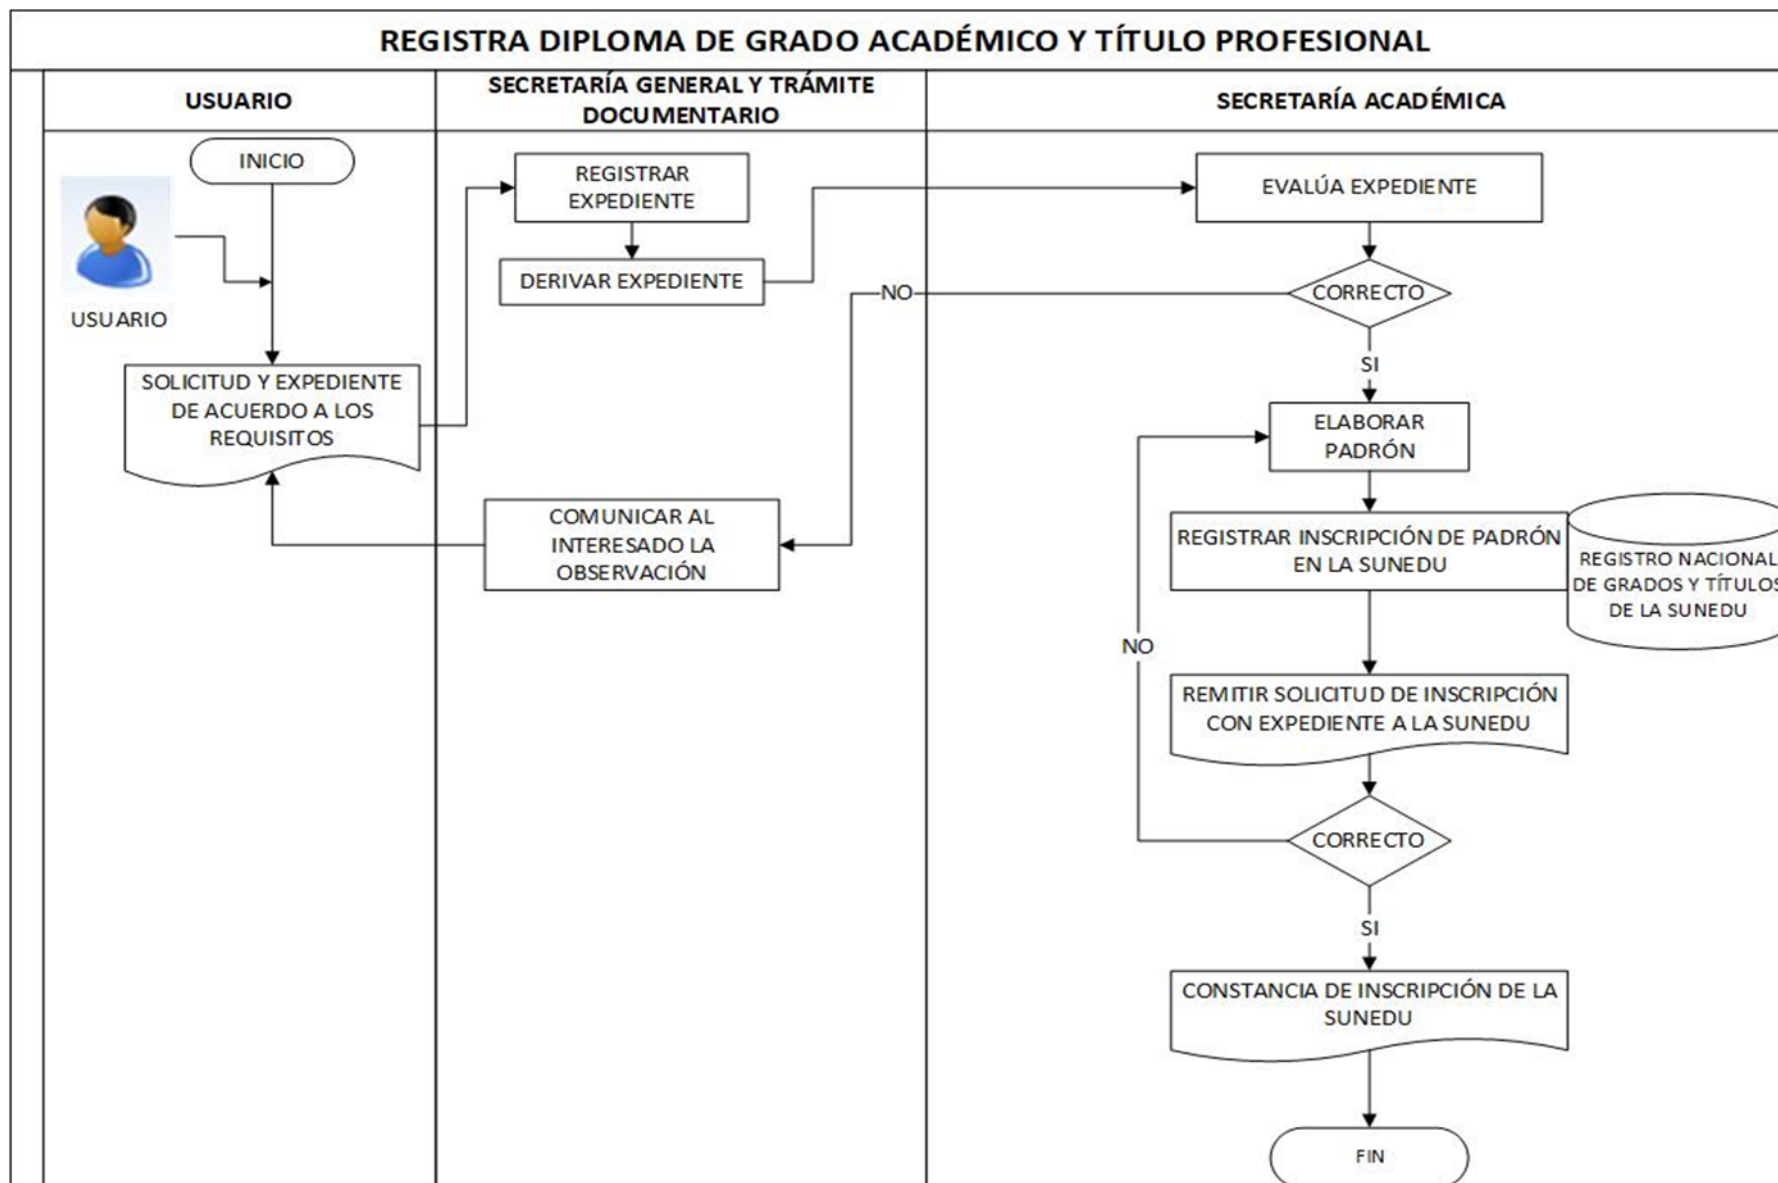 REGISTRA DIPLOMA DE GRADO ACADÉMICO Y TÍTULO PROFESIONAL
USUARIO
SECRETARÍA GENERAL Y TRÁMITE
DOCUMENTARIO
SECRETARÍA ACADÉMICA
INICIO
USUARIO
SOLICITUD Y EXPEDIENTE
DE ACUERDO A LOS
REQUISITOS
REGISTRAR
EXPEDIENTE
DERIVAR EXPEDIENTE
COMUNICAR AL
INTERESADO LA
OBSERVACIÓN
EVALÚA EXPEDIENTE
CORRECTO
NO
SI
ELABORAR
PADRÓN
REGISTRAR INSCRIPCIÓN DE PADRÓN
EN LA SUNEDU
REGISTRO NACIONAL
DE GRADOS Y TÍTULOS
DE LA SUNEDU
REMITIR SOLICITUD DE INSCRIPCIÓN
CON EXPEDIENTE A LA SUNEDU
CORRECTO
NO
SI
CONSTANCIA DE INSCRIPCIÓN DE LA
SUNEDU
FIN